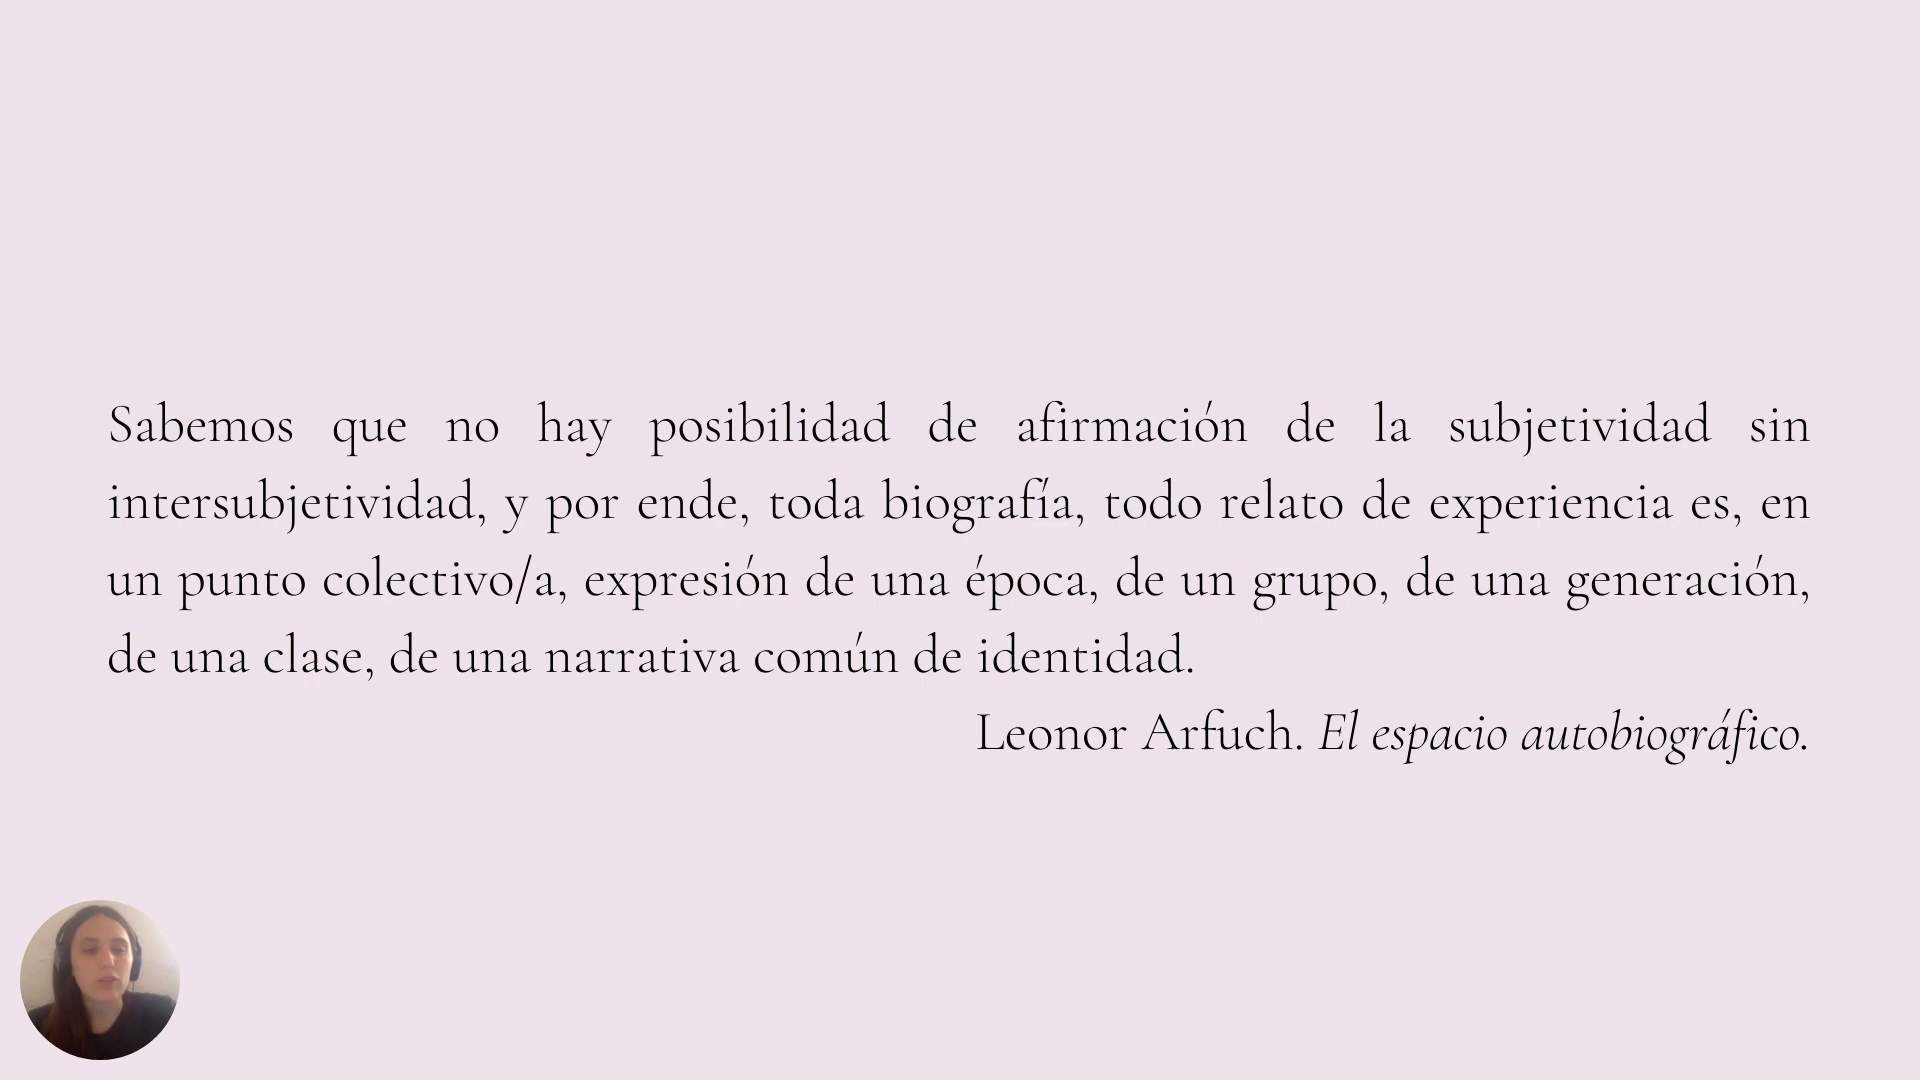 Sabemos que no hay posibilidad de afirmación de la subjetividad sin
intersubjetividad, y por ende, toda biografía, todo relato de experiencia es, en
un punto colectivo/a, expresión de una época, de un grupo, de una generación,
de una clase, de una narrativa común de identidad.
Leonor Arfuch. El espacio autobiográfico.